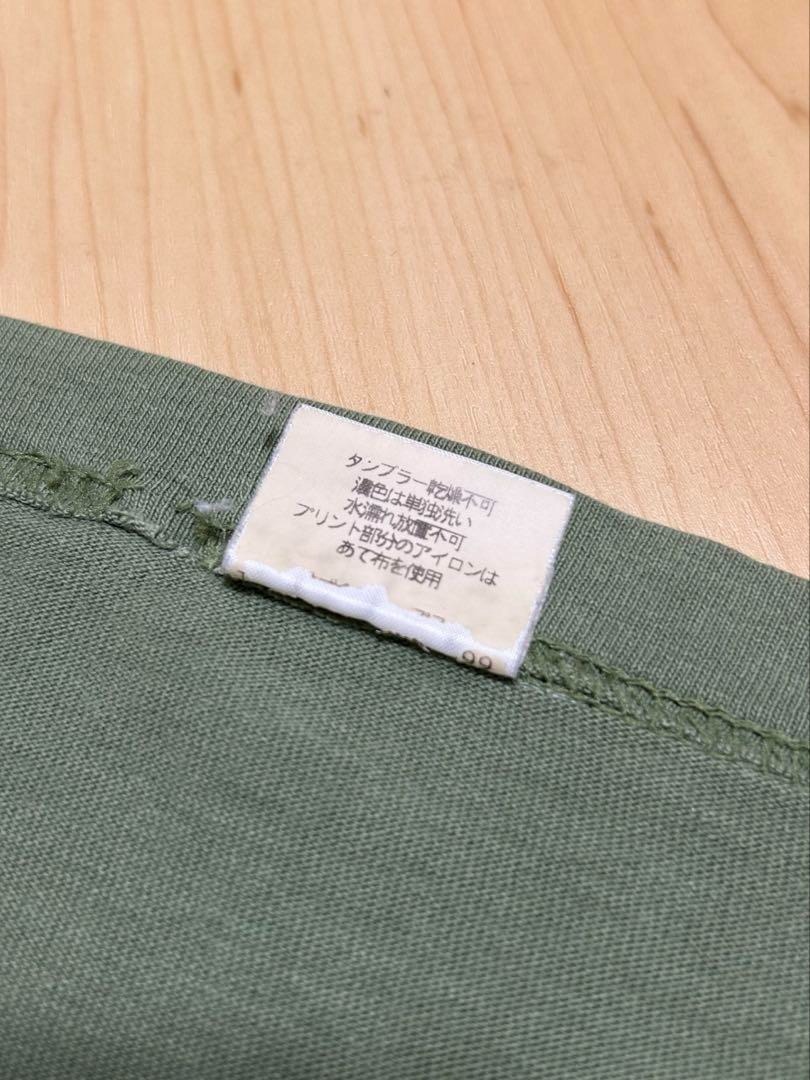 タンブラー乾燥不可
濃色は単独洗い
水濡れ放置不可
プリント部分のアイロンは
あて布を使用
99